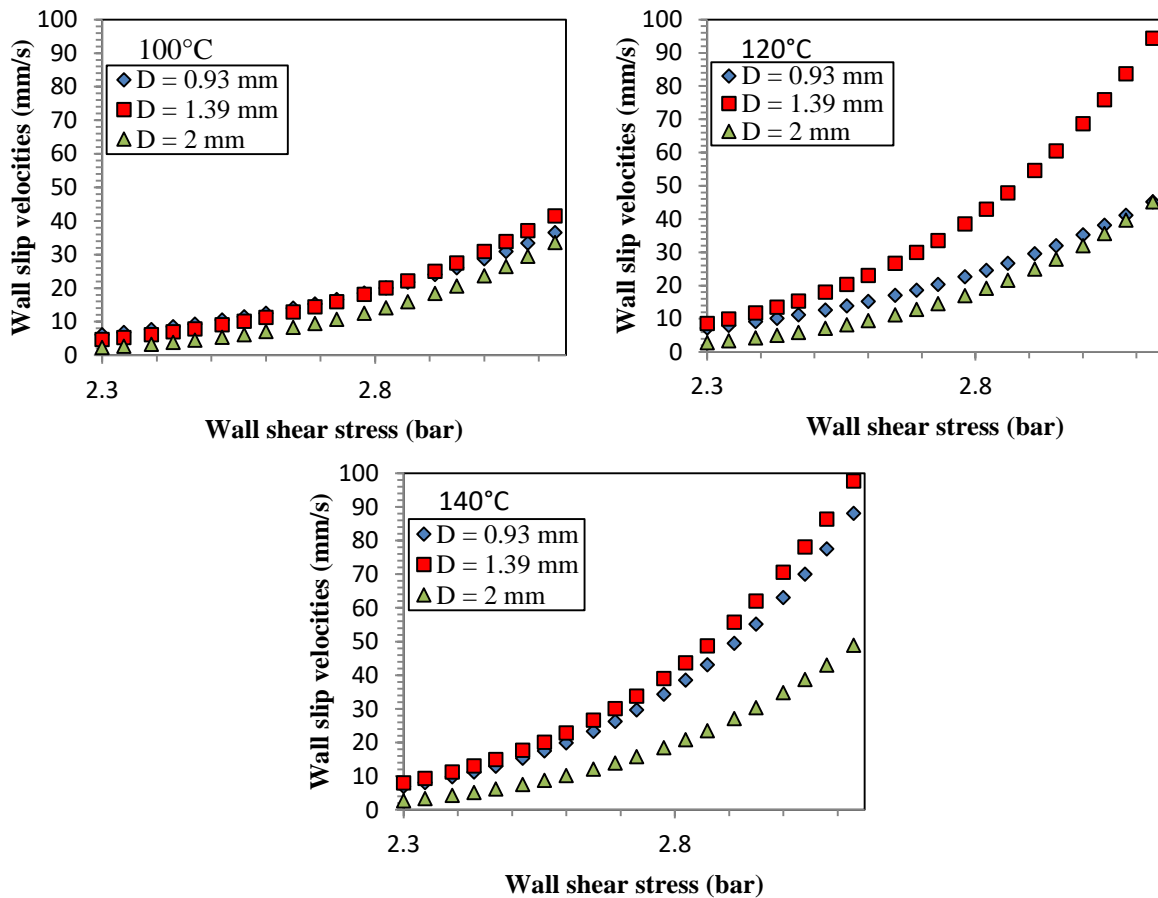 100°C
D = 0.93 mm
D = 1.39 mm
D = 2 mm
Wall slip velocities (mm/s)
100
90
80
70
60
50
40
30
20
10
0
2.3
2.8
Wall shear stress (bar)
120°C
D = 0.93 mm
D = 1.39 mm
D = 2 mm
Wall slip velocities (mm/s)
100
90
80
70
60
50
40
30
20
10
0
2.3
2.8
Wall shear stress (bar)
140°C
D = 0.93 mm
D = 1.39 mm
D = 2 mm
Wall slip velocities (mm/s)
100
90
80
70
60
50
40
30
20
10
0
2.3
2.8
Wall shear stress (bar)